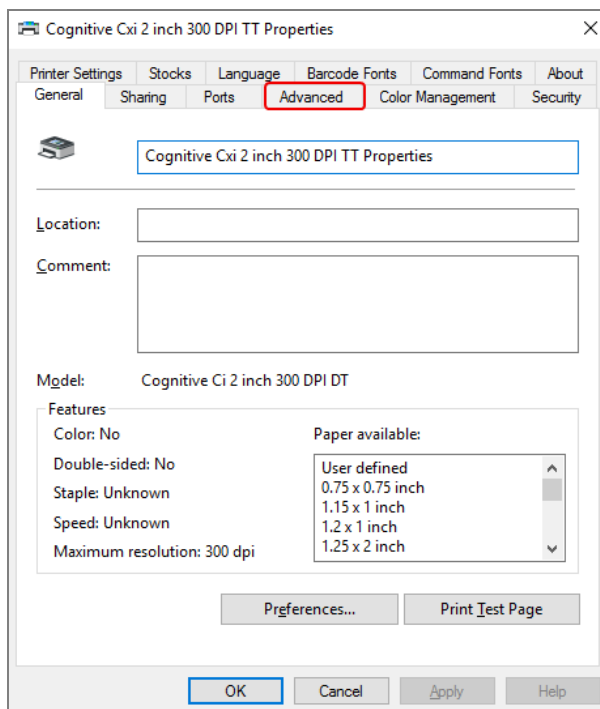 Cognitive Cxi 2 inch 300 DPI TT Properties
Printer Settings Stocks Language Barcode Fonts Command Fonts About
General Sharing Ports Advanced Color Management Security
Cognitive Cxi 2 inch 300 DPI TT Properties
Location:
Comment:
Model: Cognitive Ci 2 inch 300 DPI DT
Features
Color: No Paper available:
Double-sided: No User defined
0.75 x 0.75 inch
Staple: Unknown 1.15 x 1 inch
Speed: Unknown 1.2 x 1 inch
Maximum resolution: 300 dpi 1.25 x 2 inch
Preferences... Print Test Page
OK Cancel Apply Help